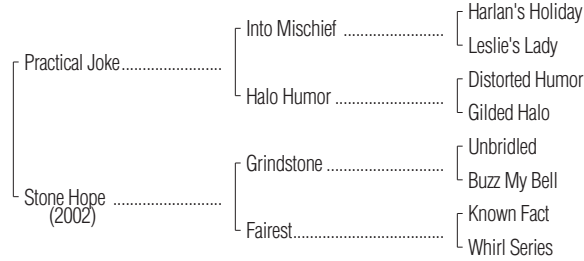 Harlan's Holiday
Into Mischief ......................
Leslie's Lady
Practical Joke......................
Distorted Humor
Halo Humor ........................
Gilded Halo
Unbridled
Grindstone .........................
Buzz My Bell
Stone Hope ........................
(2002)
Known Fact
Fairest.................................
Whirl Series